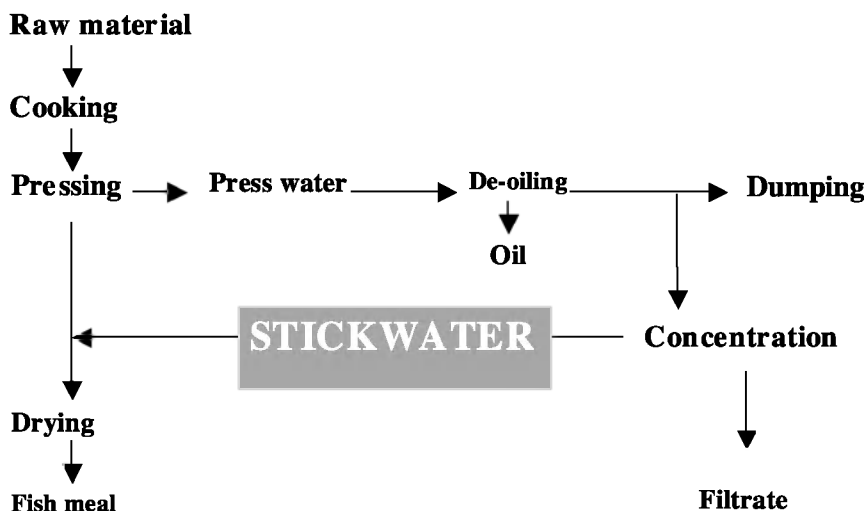 Raw material
Cooking
Pressing
Press water
De-oiling
Dumping
Oil
STICKWATER
Concentration
Drying
Fish meal
Filtrate